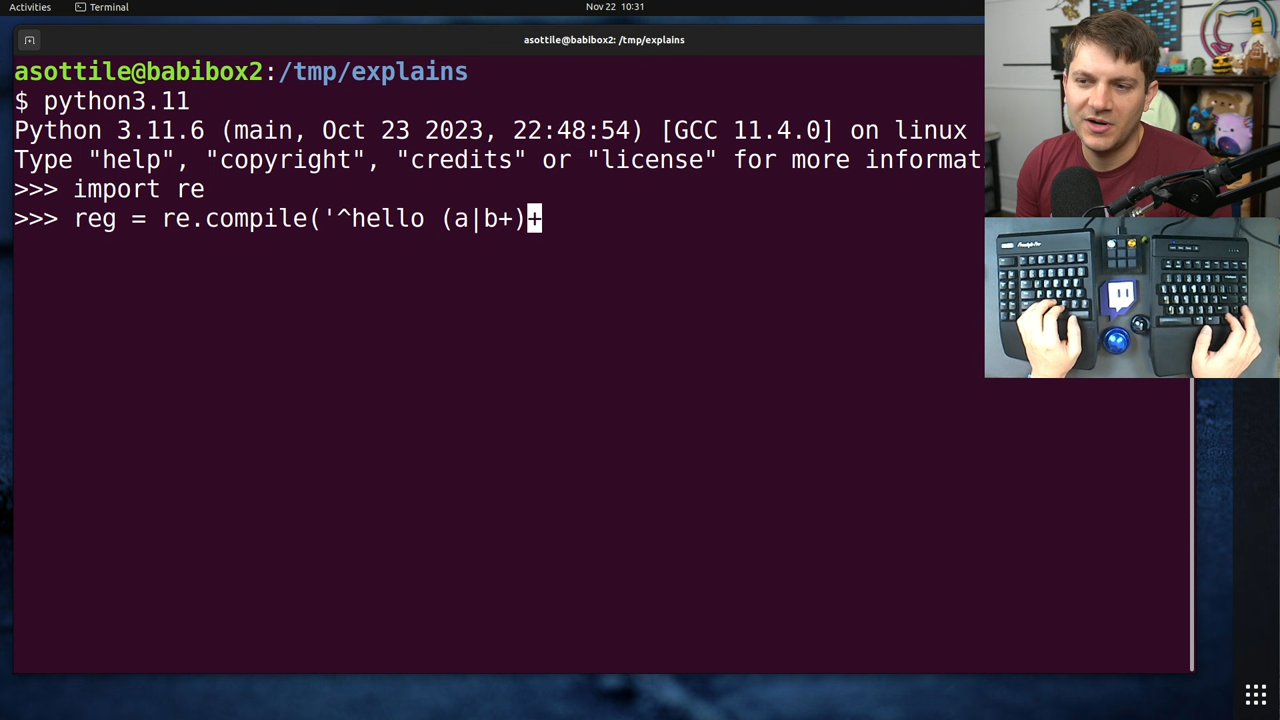 Activities
Terminal
Nov 22 10:31
asottile@babibox2: /tmp/explains
asottile@babibox2:/tmp/explains
$ python3.11
Python 3.11.6 (main, Oct 23 2023, 22:48:54) [GCC 11.4.0] on linux
Type "help", "copyright", "credits" or "license" for more informat
>>> import re
>>> reg = re.compile('^hello (a|b+)+